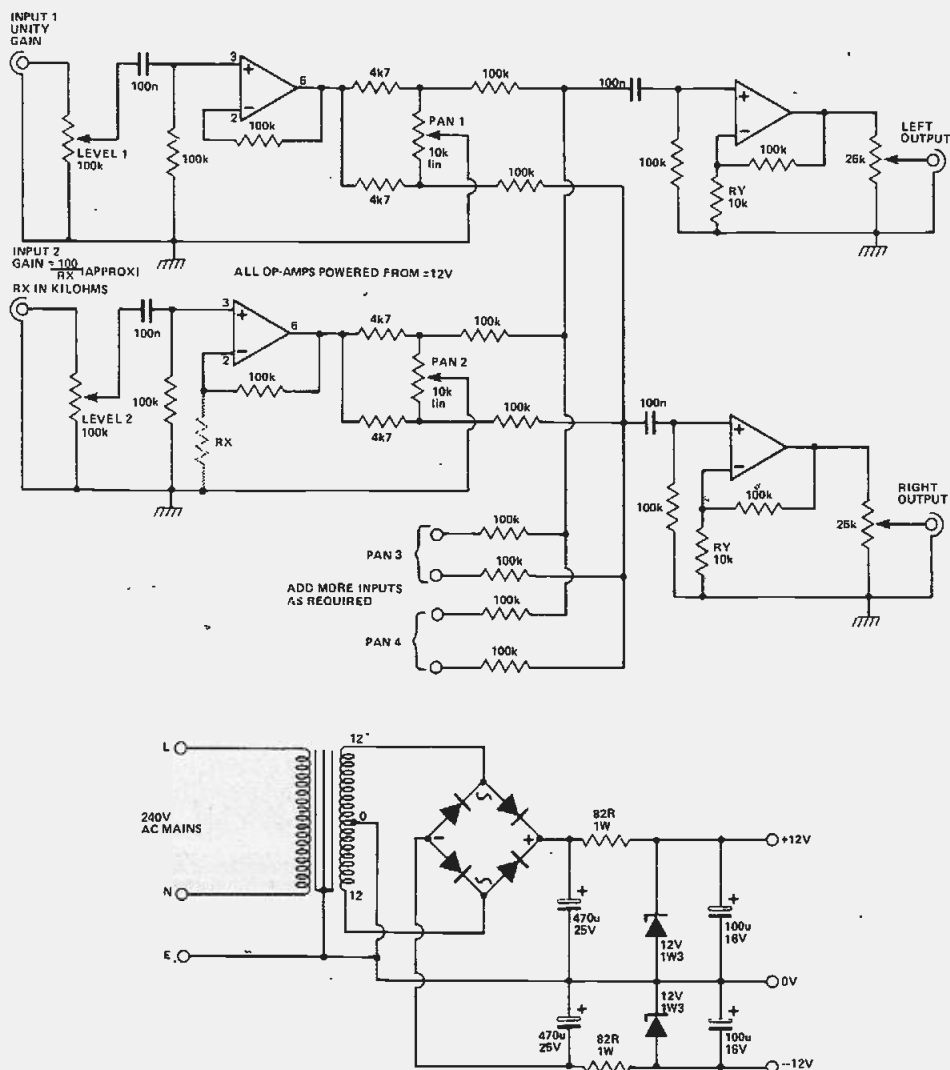 INPUT 1
UNITY
GAIN
100n
LEVEL 1
100k
100k
3
+
−
2
6
100k
4k7
PAN 1
10k
lin
4k7
100k
100k
100n
100k
+
−
100k
RY
10k
25k
LEFT
OUTPUT
INPUT 2
GAIN = 100
RX (APPROX)
RX IN KILOHMS
ALL OP-AMPS POWERED FROM ±12V
100n
LEVEL 2
100k
100k
3
+
−
2
6
100k
RX
4k7
PAN 2
10k
lin
4k7
100k
100k
100n
100k
+
−
100k
RY
10k
25k
RIGHT
OUTPUT
PAN 3
100k
100k
ADD MORE INPUTS
AS REQUIRED
PAN 4
100k
100k
L
240V
AC MAINS
N
E
12
0
12
−
+
82R
1W
+
470u
25V
12V
1W3
+
100u
16V
+12V
0V
+
470u
25V
82R
1W
12V
1W3
+
100u
16V
−12V